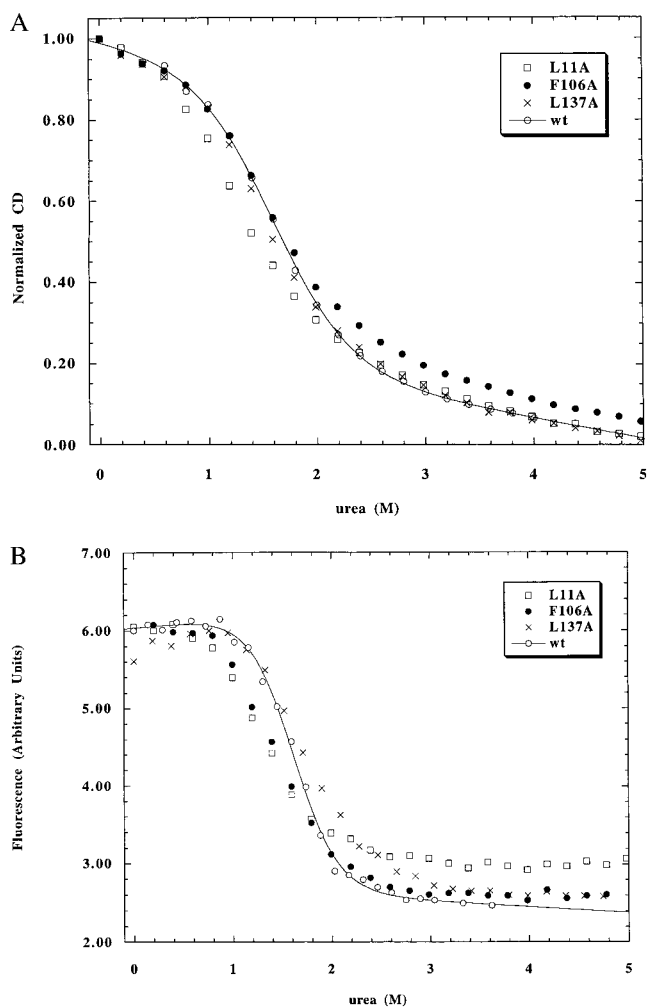 A
1.00
0.80
0.60
0.40
0.20
0.00
Normalized CD
L11A
F106A
L137A
wt
0 1 2 3 4 5
urea (M)
B
7.00
6.00
5.00
4.00
3.00
2.00
Fluorescence (Arbitrary Units)
L11A
F106A
L137A
wt
0 1 2 3 4 5
urea (M)